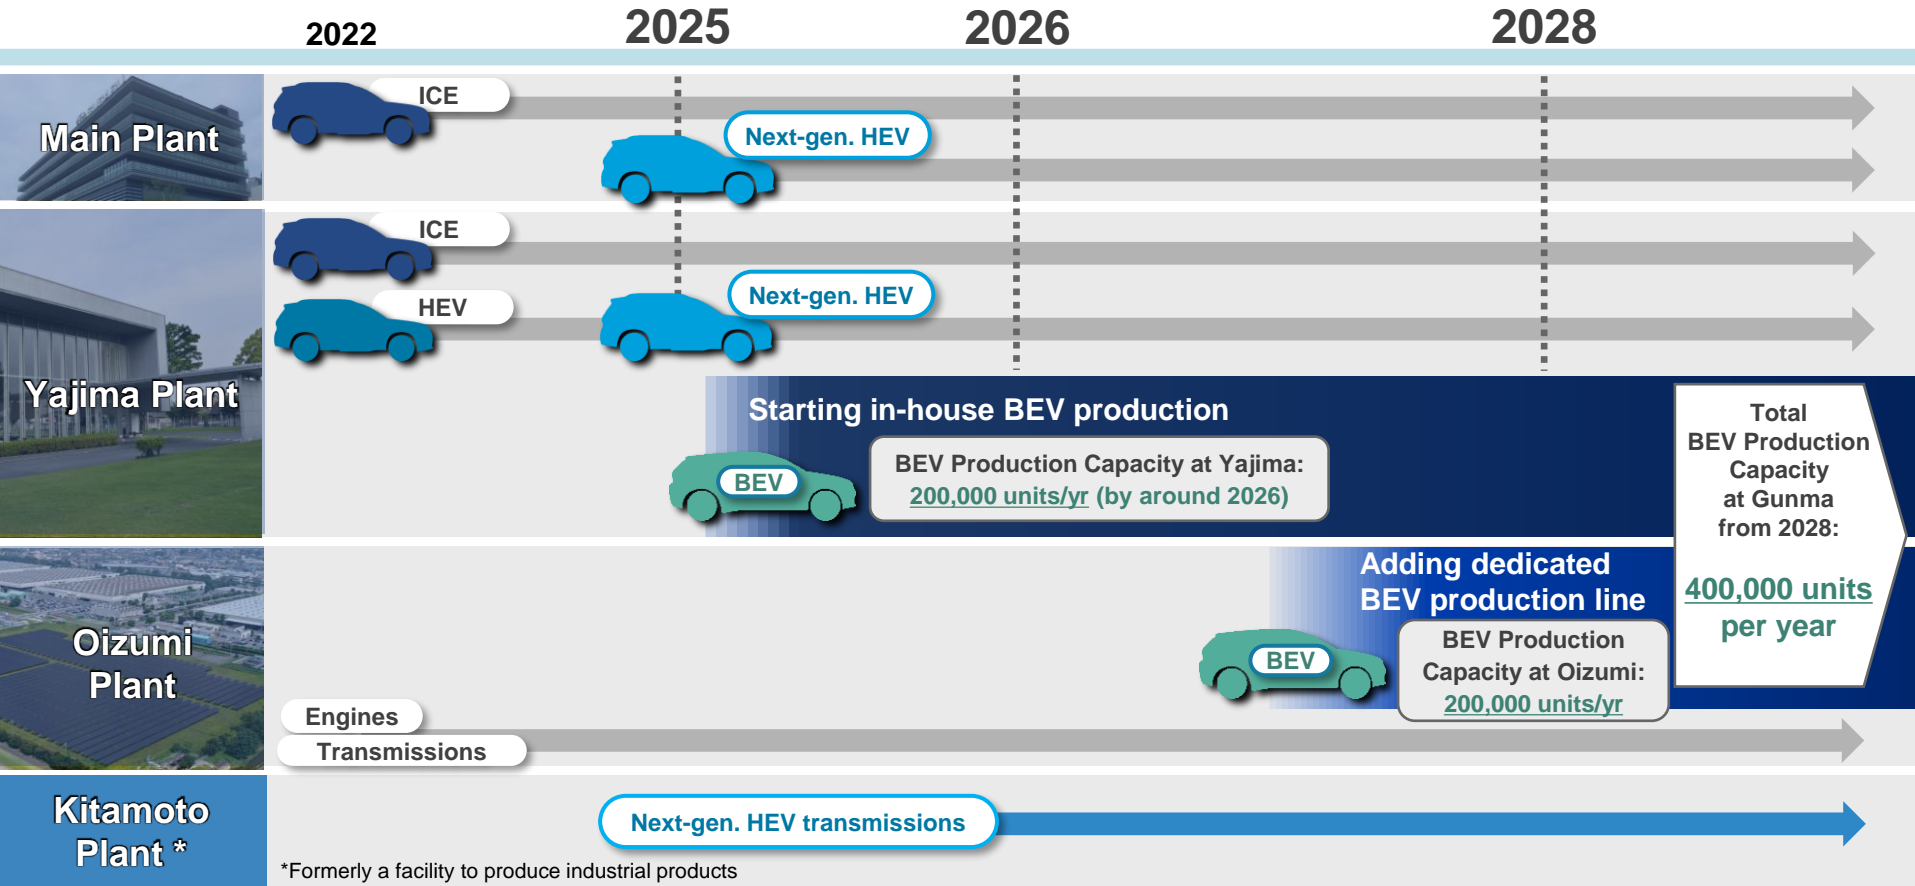 2022
2025
2026
2028
Main Plant
ICE
Next-gen. HEV
Yajima Plant
ICE
HEV
Next-gen. HEV
Starting in-house BEV production
BEV
BEV Production Capacity at Yajima:
200,000 units/yr (by around 2026)
Total
BEV Production
Capacity
at Gunma
from 2028:
400,000 units
per year
Oizumi
Plant
Adding dedicated
BEV production line
BEV
BEV Production
Capacity at Oizumi:
200,000 units/yr
Engines
Transmissions
Kitamoto
Plant *
Next-gen. HEV transmissions
*Formerly a facility to produce industrial products